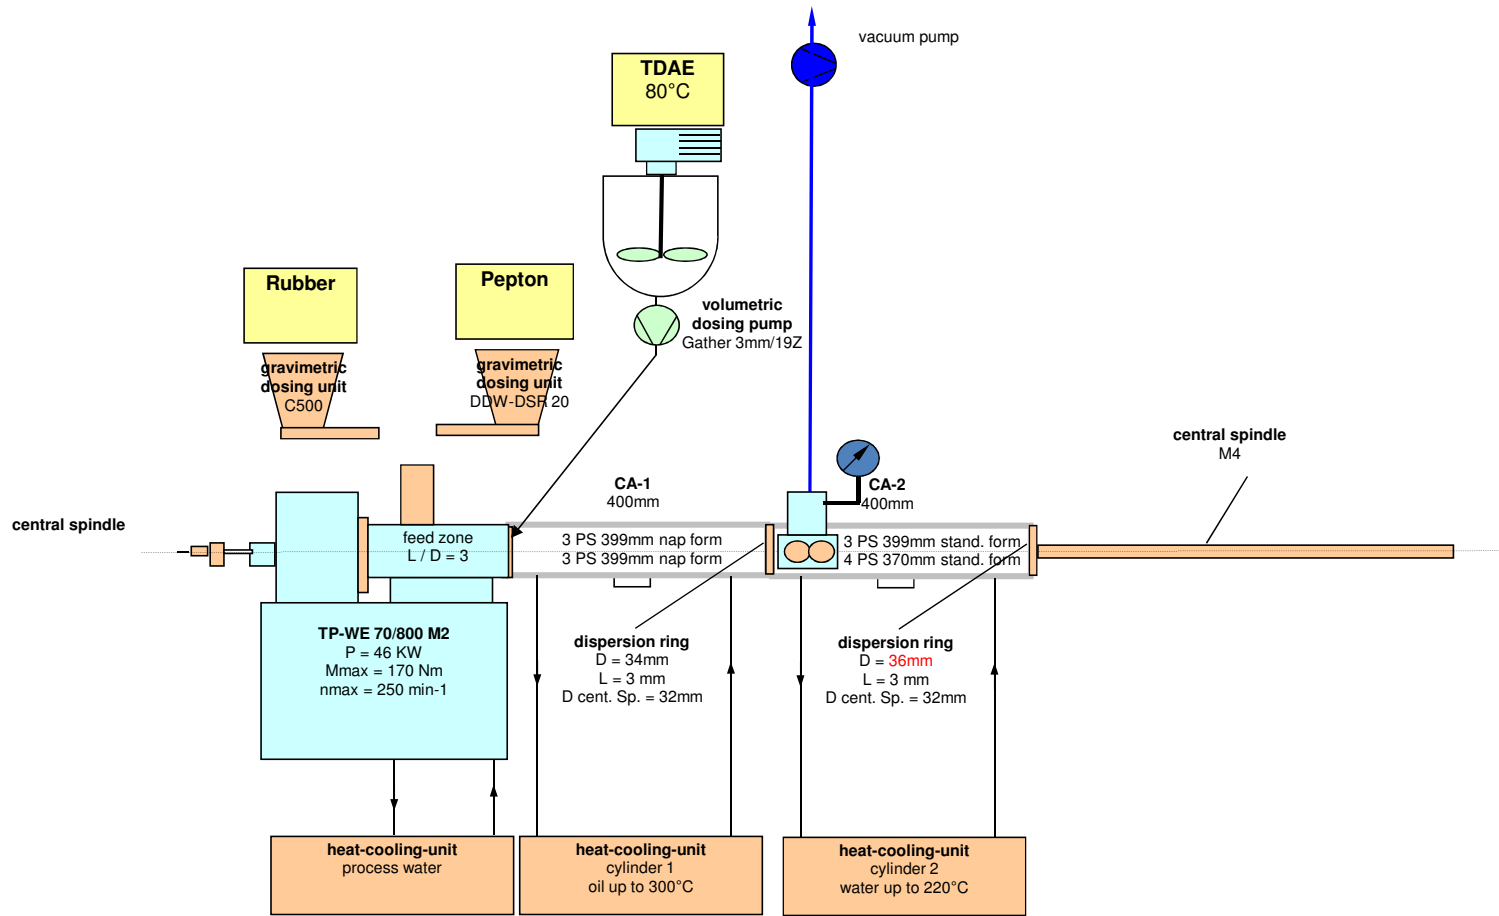 vacuum pump
TDAE
80°C
Rubber
Pepton
volumetric
dosing pump
Gather 3mm/19Z
gravimetric
dosing unit
C500
gravimetric
dosing unit
DDW-DSR 20
central spindle
M4
CA-1
400mm
CA-2
400mm
central spindle
feed zone
L / D = 3
3 PS 399mm nap form
3 PS 399mm nap form
3 PS 399mm stand. form
4 PS 370mm stand. form
TP-WE 70/800 M2
P = 46 KW
Mmax = 170 Nm
nmax = 250 min-1
dispersion ring
D = 34mm
L = 3 mm
D cent. Sp. = 32mm
dispersion ring
D = 36mm
L = 3 mm
D cent. Sp. = 32mm
heat-cooling-unit
process water
heat-cooling-unit
cylinder 1
oil up to 300°C
heat-cooling-unit
cylinder 2
water up to 220°C